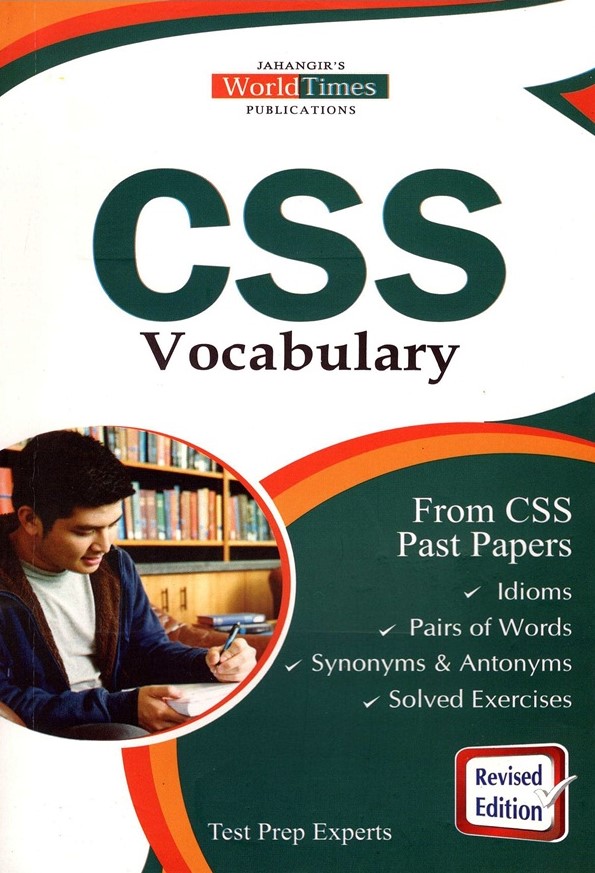 JAHANGIR'S
WorldTimes
PUBLICATIONS
CSS
Vocabulary
From CSS
Past Papers
✓ Idioms
✓ Pairs of Words
✓ Synonyms & Antonyms
✓ Solved Exercises
Revised
Edition
Test Prep Experts